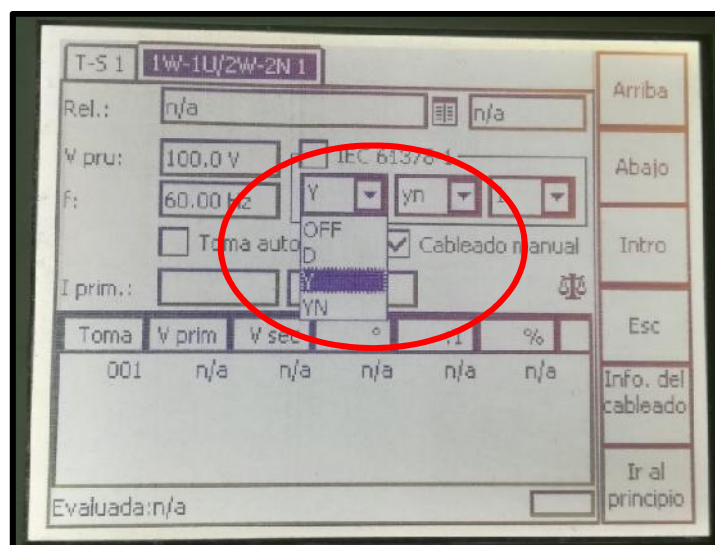 T-S 1 1W-1U/2W-2N 1
Rel.: n/a n/a
V pru: 100.0 V IEC 61378-1
Y yn
f: 60.00 Hz
OFF
Toma auto Cableado manual
D
Y
I prim.:
YN
Toma V prim V sec ° :1 %
001 n/a n/a n/a n/a n/a
Evaluada:n/a
Arriba
Abajo
Intro
Esc
Info. del
cableado
Ir al
principio